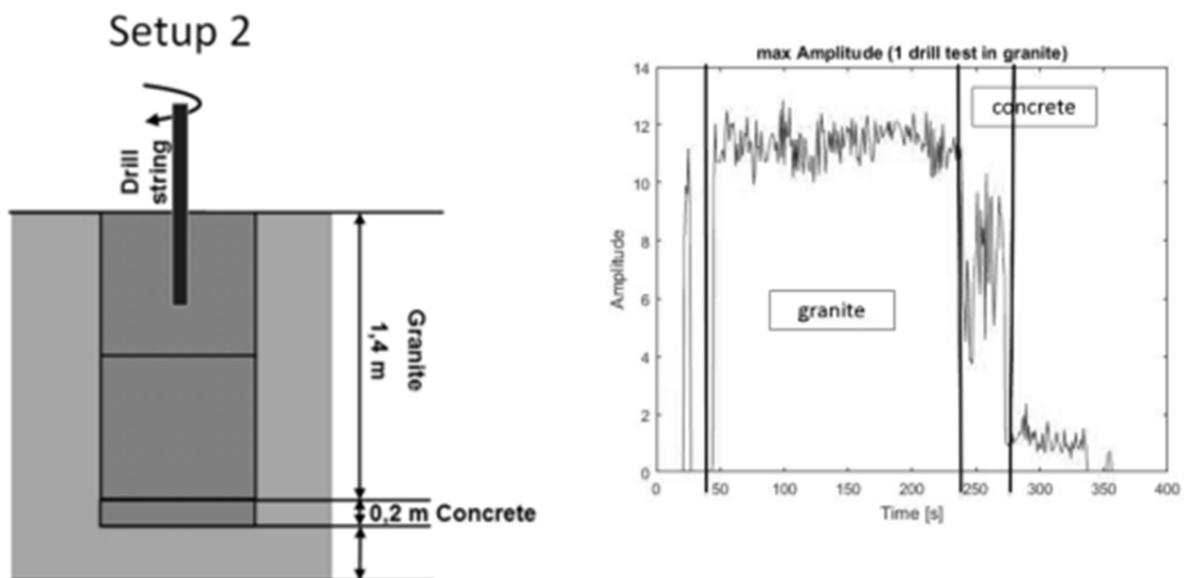 Setup 2
Drill
string
Granite
1,4 m
0,2 m Concrete
max Amplitude (1 drill test in granite)
14
12
10
8
6
4
2
0
Amplitude
concrete
granite
0
50
100
150
200
250
300
350
400
Time [s]